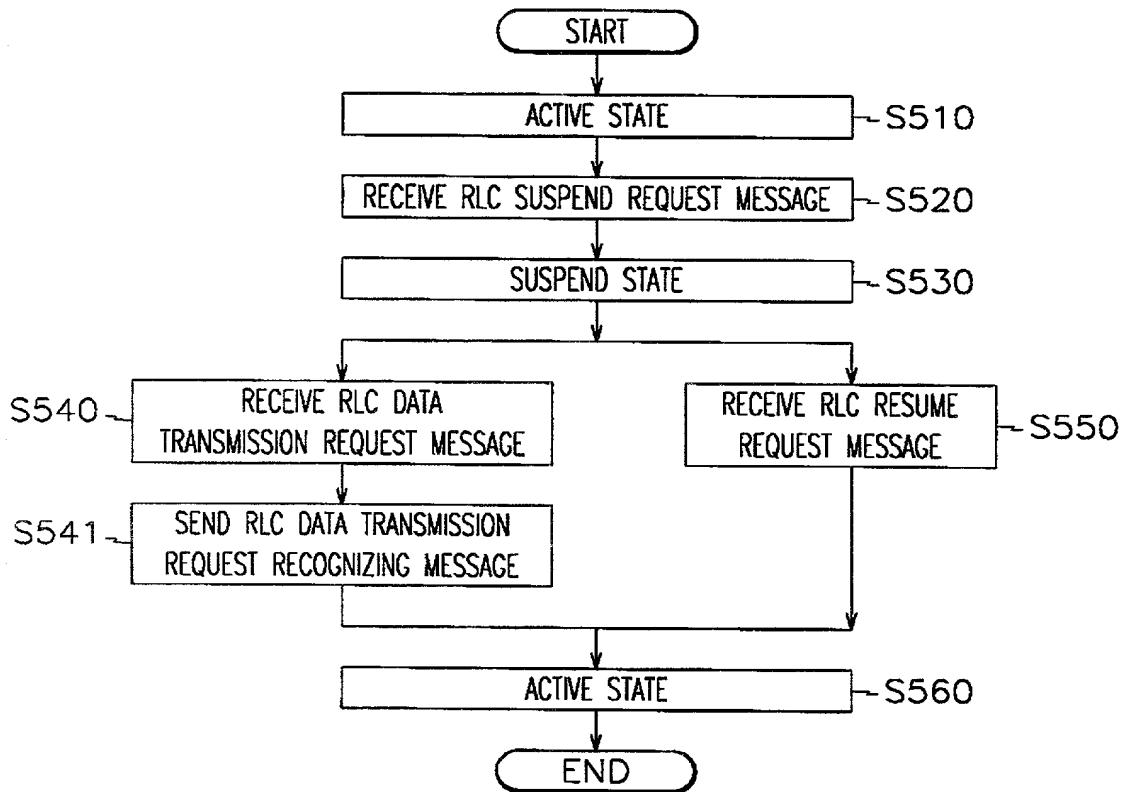 START
ACTIVE STATE
S510
RECEIVE RLC SUSPEND REQUEST MESSAGE
S520
SUSPEND STATE
S530
S540
RECEIVE RLC DATA
TRANSMISSION REQUEST MESSAGE
RECEIVE RLC RESUME
REQUEST MESSAGE
S550
S541
SEND RLC DATA TRANSMISSION
REQUEST RECOGNIZING MESSAGE
ACTIVE STATE
S560
END